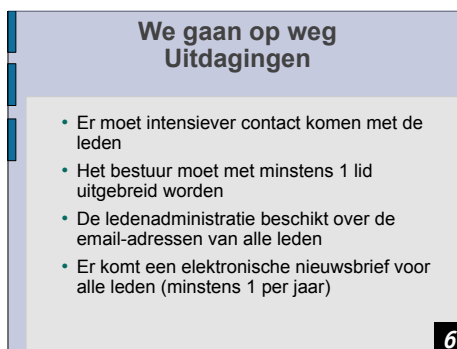 We gaan op weg
Uitdagingen
• Er moet intensiever contact komen met de
leden
• Het bestuur moet met minstens 1 lid
uitgebreid worden
• De ledenadministratie beschikt over de
email-adressen van alle leden
• Er komt een elektronische nieuwsbrief voor
alle leden (minstens 1 per jaar)
6